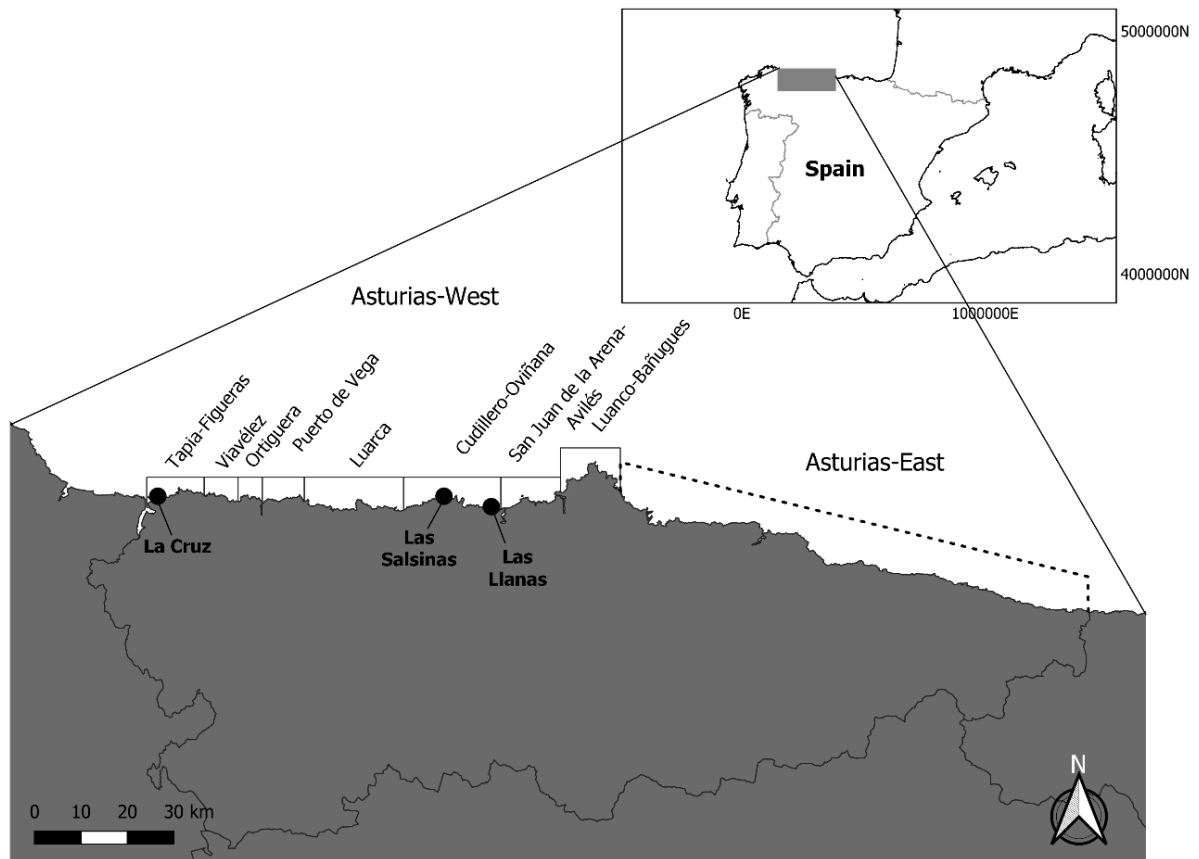 5000000N
Spain
4000000N
0E
1000000E
Asturias-West
Tapia-Figueras
Viavélez
Ortiguera
Puerto de Vega
Luarca
Cudillero-Oviñana
San Juan de la Arena-
Avilés
Luanco-Bañugues
Asturias-East
La Cruz
Las
Salsinas
Las
Llanas
N
0 10 20 30 km